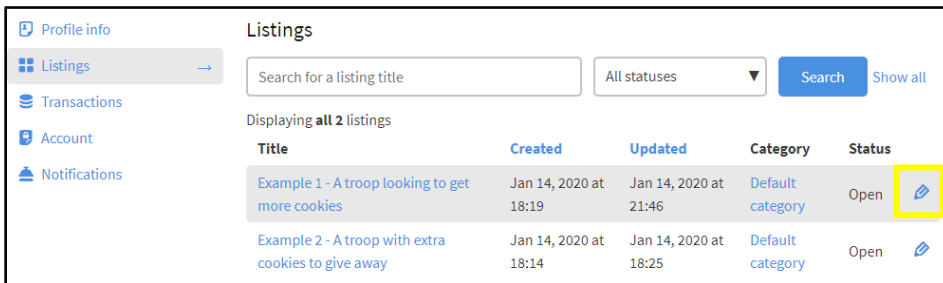 Profile info
Listings →
Transactions
Account
Notifications
Listings
Search for a listing title
All statuses ▼
Search
Show all
Displaying all 2 listings
Title Created Updated Category Status
Example 1 - A troop looking to get Jan 14, 2020 at Jan 14, 2020 at Default Open
more cookies 18:19 21:46 category
Example 2 - A troop with extra Jan 14, 2020 at Jan 14, 2020 at Default Open
cookies to give away 18:14 18:25 category